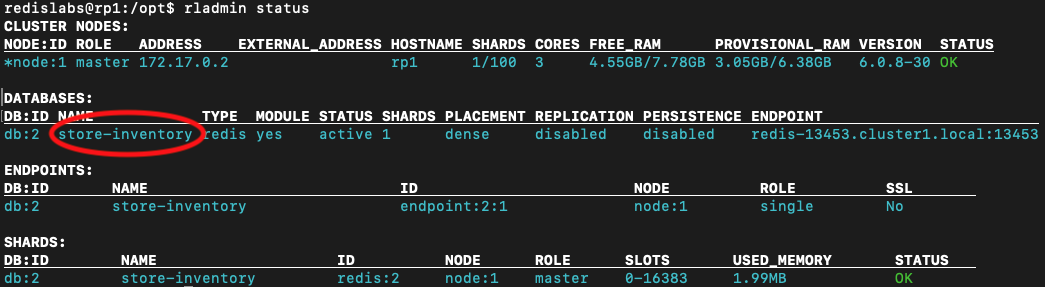 redislabs@rp1:/opt$ rladmin status
CLUSTER NODES:
NODE:ID ROLE ADDRESS EXTERNAL_ADDRESS HOSTNAME SHARDS CORES FREE_RAM PROVISIONAL_RAM VERSION STATUS
*node:1 master 172.17.0.2 rp1 1/100 3 4.55GB/7.78GB 3.05GB/6.38GB 6.0.8-30 OK
DATABASES:
DB:ID NAME TYPE MODULE STATUS SHARDS PLACEMENT REPLICATION PERSISTENCE ENDPOINT
db:2 store-inventory redis yes active 1 dense disabled disabled redis-13453.cluster1.local:13453
ENDPOINTS:
DB:ID NAME ID NODE ROLE SSL
db:2 store-inventory endpoint:2:1 node:1 single No
SHARDS:
DB:ID NAME ID NODE ROLE SLOTS USED_MEMORY STATUS
db:2 store-inventory redis:2 node:1 master 0-16383 1.99MB OK